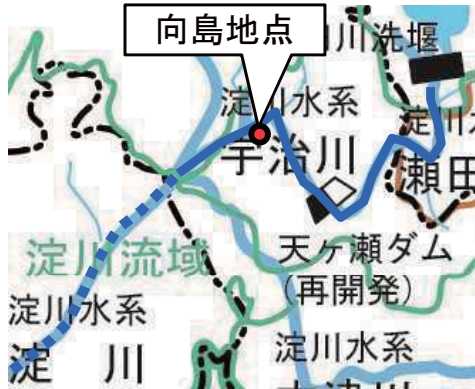 向島地点
川洗堰
淀川水系
宇治川
淀川
瀬田
天ヶ瀬ダム
(再開発)
淀川流域
淀川水系
淀 川
淀川水系